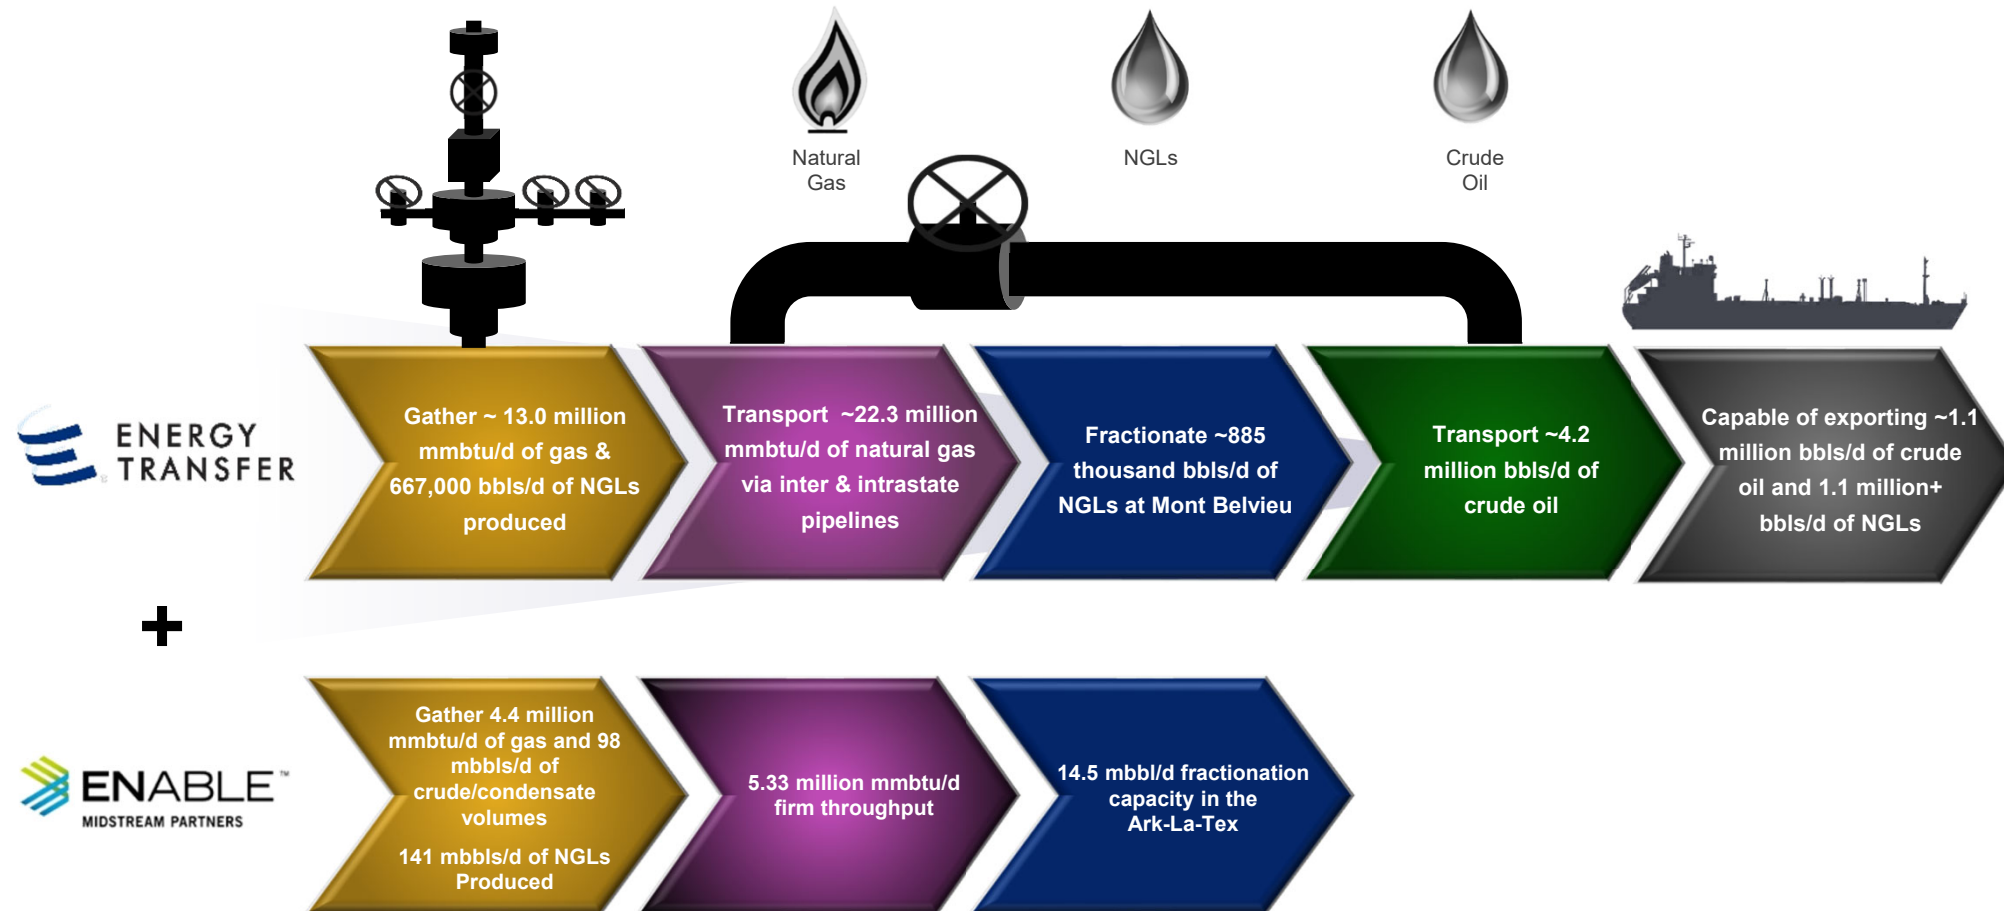 Natural
Gas
NGLs
Crude
Oil
ENERGY
TRANSFER
Gather ~ 13.0 million
mmbtu/d of gas &
667,000 bbls/d of NGLs
produced
Transport ~22.3 million
mmbtu/d of natural gas
via inter & intrastate
pipelines
Fractionate ~885
thousand bbls/d of
NGLs at Mont Belvieu
Transport ~4.2
million bbls/d of
crude oil
Capable of exporting ~1.1
million bbls/d of crude
oil and 1.1 million+
bbls/d of NGLs
+
ENABLE™
MIDSTREAM PARTNERS
Gather 4.4 million
mmbtu/d of gas and 98
mbbls/d of
crude/condensate
volumes
141 mbbls/d of NGLs
Produced
5.33 million mmbtu/d
firm throughput
14.5 mbbl/d fractionation
capacity in the
Ark-La-Tex